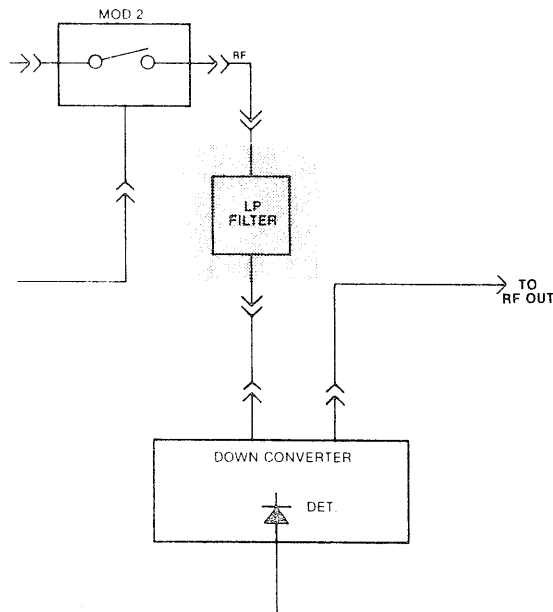 MOD 2
RF
LP
FILTER
TO
RF OUT
DOWN CONVERTER
DET.